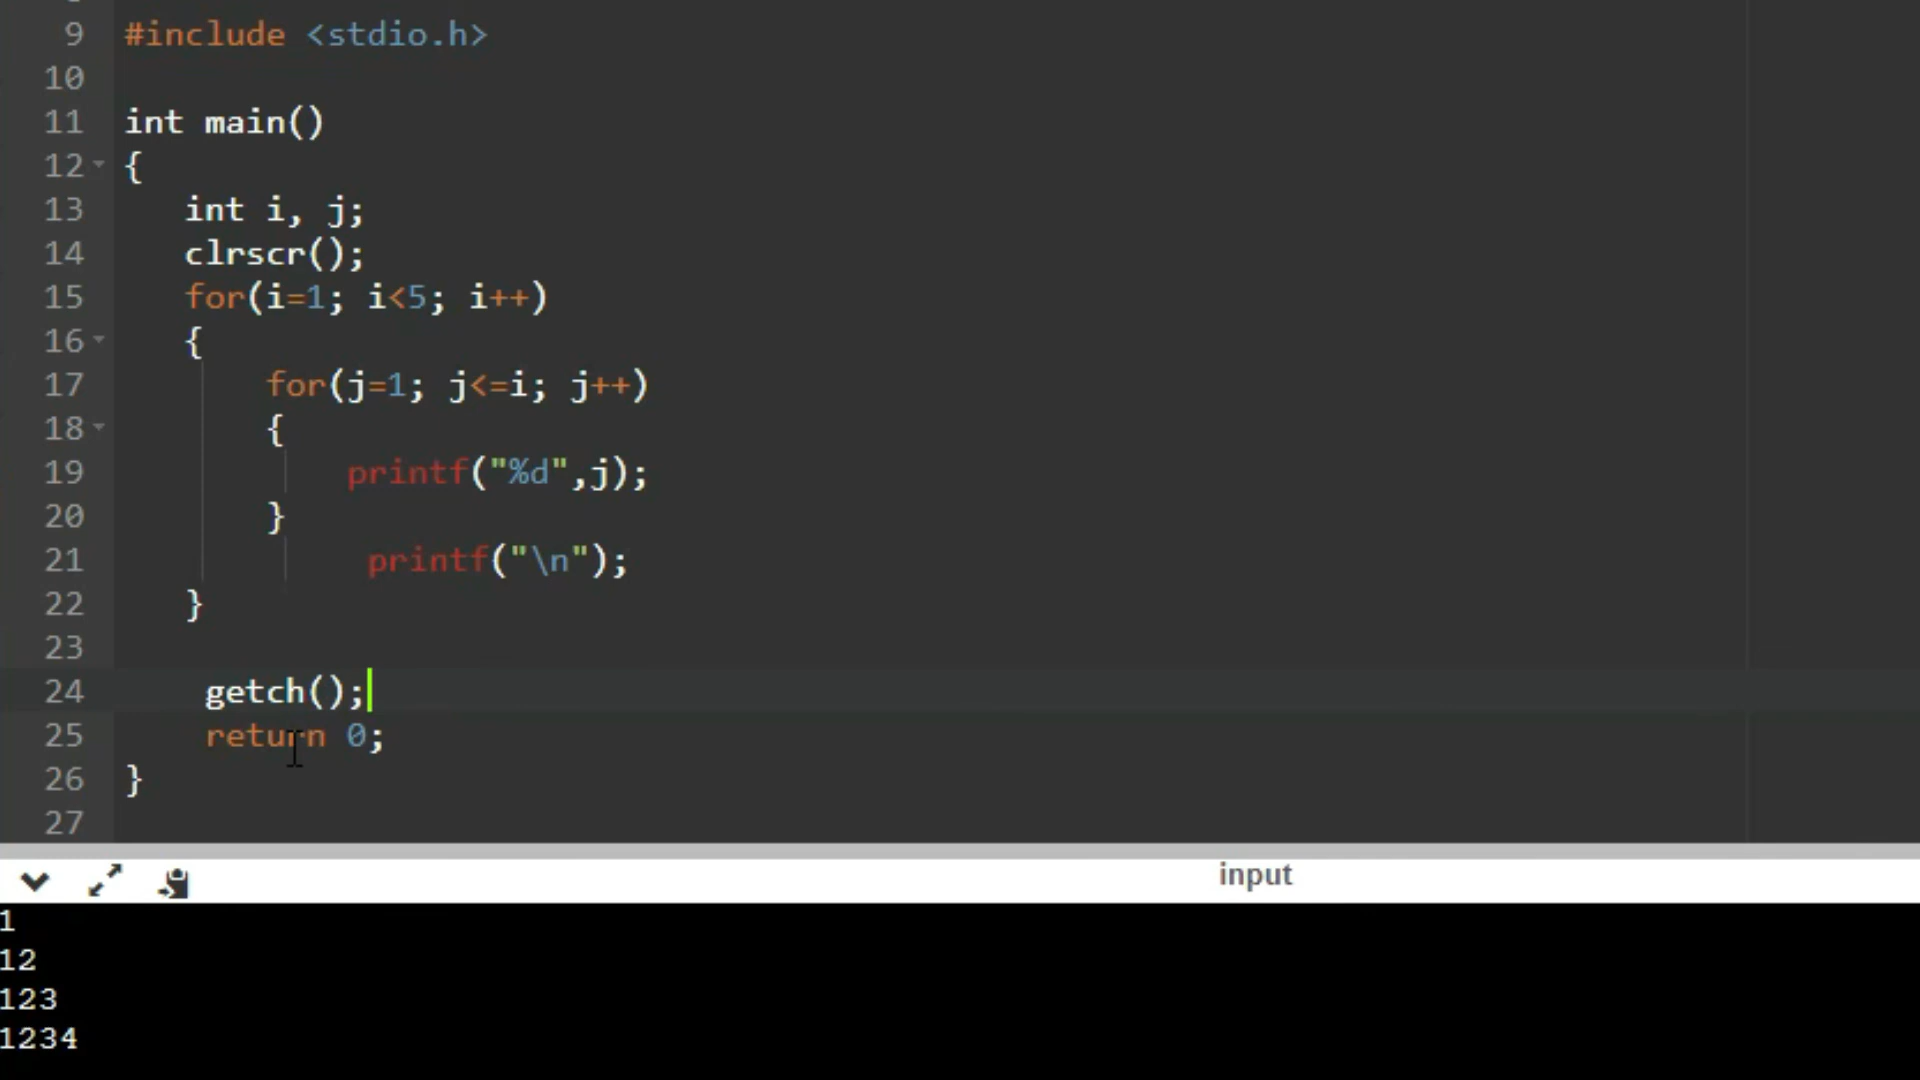 9 #include <stdio.h>
10
11 int main()
12 {
13 int i, j;
14 clrscr();
15 for(i=1; i<5; i++)
16 {
17 for(j=1; j<=i; j++)
18 {
19 printf("%d",j);
20 }
21 printf("\n");
22 }
23
24 getch();
25 return 0;
26 }
27
input
1
12
123
1234